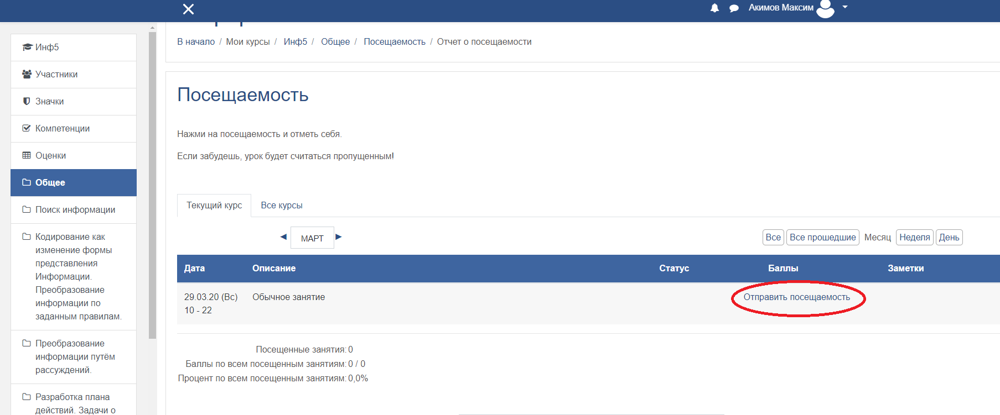 Акимов Максим
В начало / Мои курсы / Инф5 / Общее / Посещаемость / Отчет о посещаемости
Инф5
Участники
Значки
Компетенции
Оценки
Общее
Поиск информации
Кодирование как
изменение формы
представления
Информации.
Преобразование
информации по
заданным правилам.
Преобразование
информации путём
рассуждений.
Разработка плана
действий. Задачи о
Посещаемость
Нажми на посещаемость и отметь себя.
Если забудешь, урок будет считаться пропущенным!
Текущий курс Все курсы
◄ МАРТ ► Все Все прошедшие Месяц Неделя День
Дата Описание Статус Баллы Заметки
29.03.20 (Вс) Обычное занятие Отправить посещаемость
10 - 22
Посещенные занятия: 0
Баллы по всем посещенным занятиям: 0 / 0
Процент по всем посещенным занятиям: 0,0%